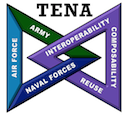 TENA
ARMY
AIR FORCE
INTEROPERABILITY
COMPOSABILITY
NAVAL FORCES
REUSE